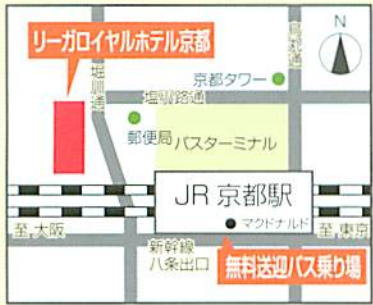 リーガロイヤルホテル京都
N
烏丸通
堀川通
京都タワー
塩小路通
郵便局
バスターミナル
JR 京都駅
マクドナルド
至, 大阪
至, 東京
新幹線
八条出口
無料送迎バス乗り場